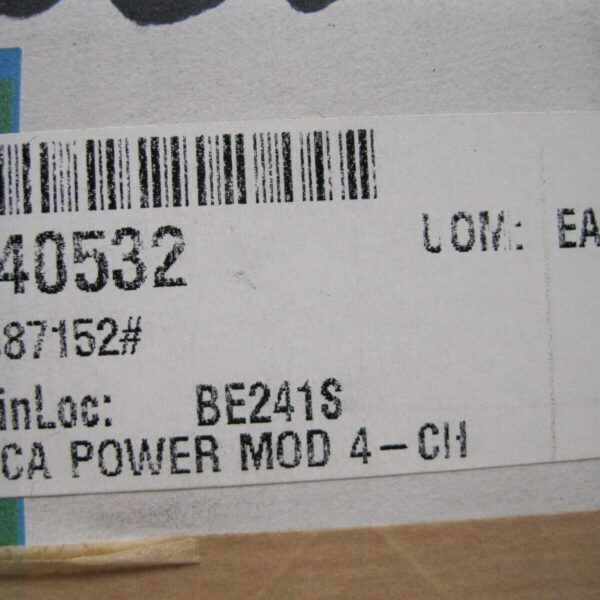 40532
UOM: EA
87152#
inLoc: BE241S
CA POWER MOD 4-CH